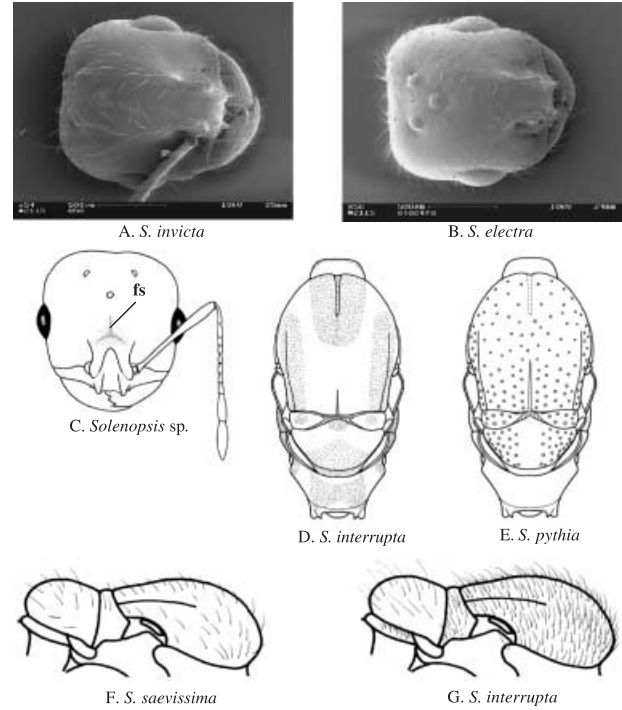 A. S. invicta
B. S. electra
fs
C. Solenopsis sp.
D. S. interrupta
E. S. pythia
F. S. saevissima
G. S. interrupta